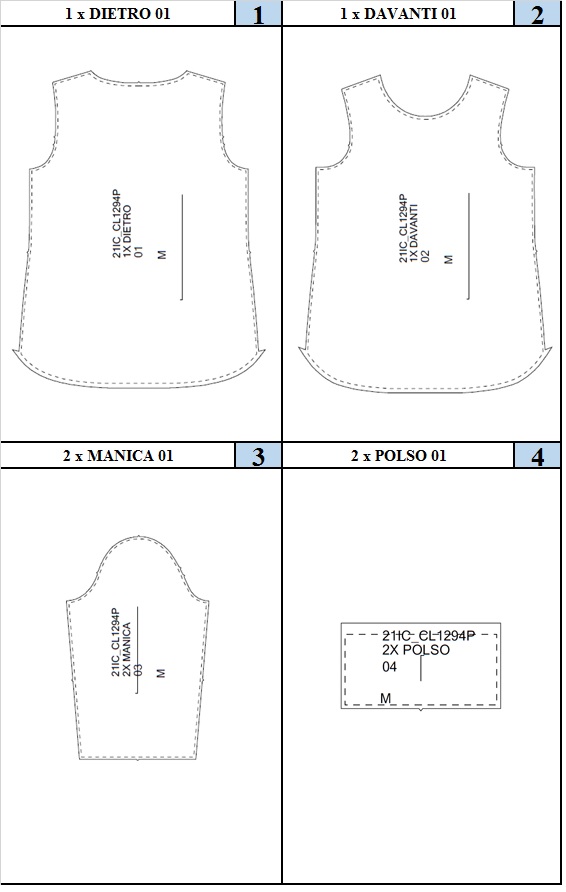 1 x DIETRO 01
1
1 x DAVANTI 01
2
21IC_CL1294P
1X DIETRO
01
M
21IC_CL1294P
1X DAVANTI
02
M
2 x MANICA 01
3
2 x POLSO 01
4
21IC_CL1294P
2X MANICA
03
M
21IC_CL1294P
2X POLSO
04
M